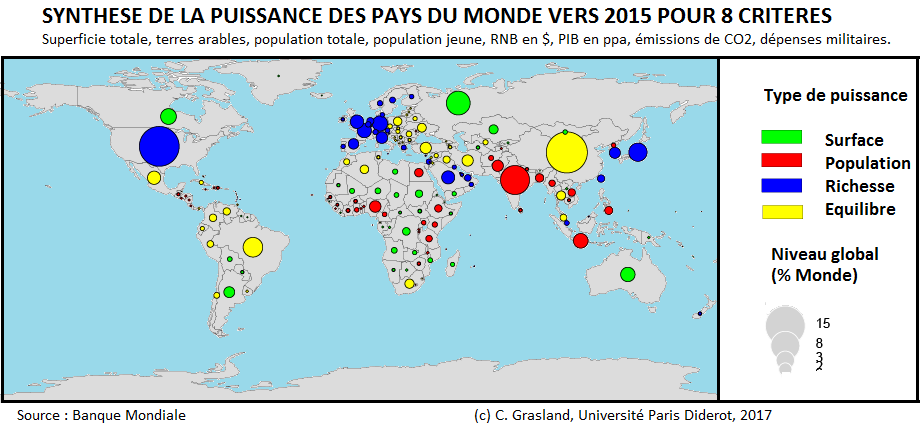 SYNTHESE DE LA PUISSANCE DES PAYS DU MONDE VERS 2015 POUR 8 CRITERES
Superficie totale, terres arables, population totale, population jeune, RNB en $, PIB en ppa, émissions de CO2, dépenses militaires.
Type de puissance
Surface
Population
Richesse
Equilibre
Niveau global
(% Monde)
15
8
3
2
Source : Banque Mondiale
(c) C. Grasland, Université Paris Diderot, 2017